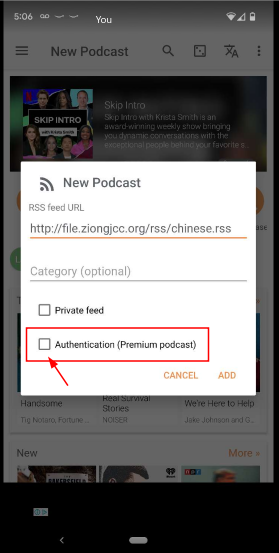 5:06
You
New Podcast
Skip Intro
Skip Intro with Krista Smith is an
award-winning weekly show bringing
you dynamic conversations with the
exceptional people behind your favorite s
SKIP INTRO
New Podcast
RSS feed URL
http://file.ziongjcc.org/rss/chinese.rss
Category (optional)
Private feed
Authentication (Premium podcast)
CANCEL
ADD
Handsome
Real Survival
Stories
We're Here to Help
Tig Notaro, Fortune...
NOISER
Jake Johnson and G...
New
More »